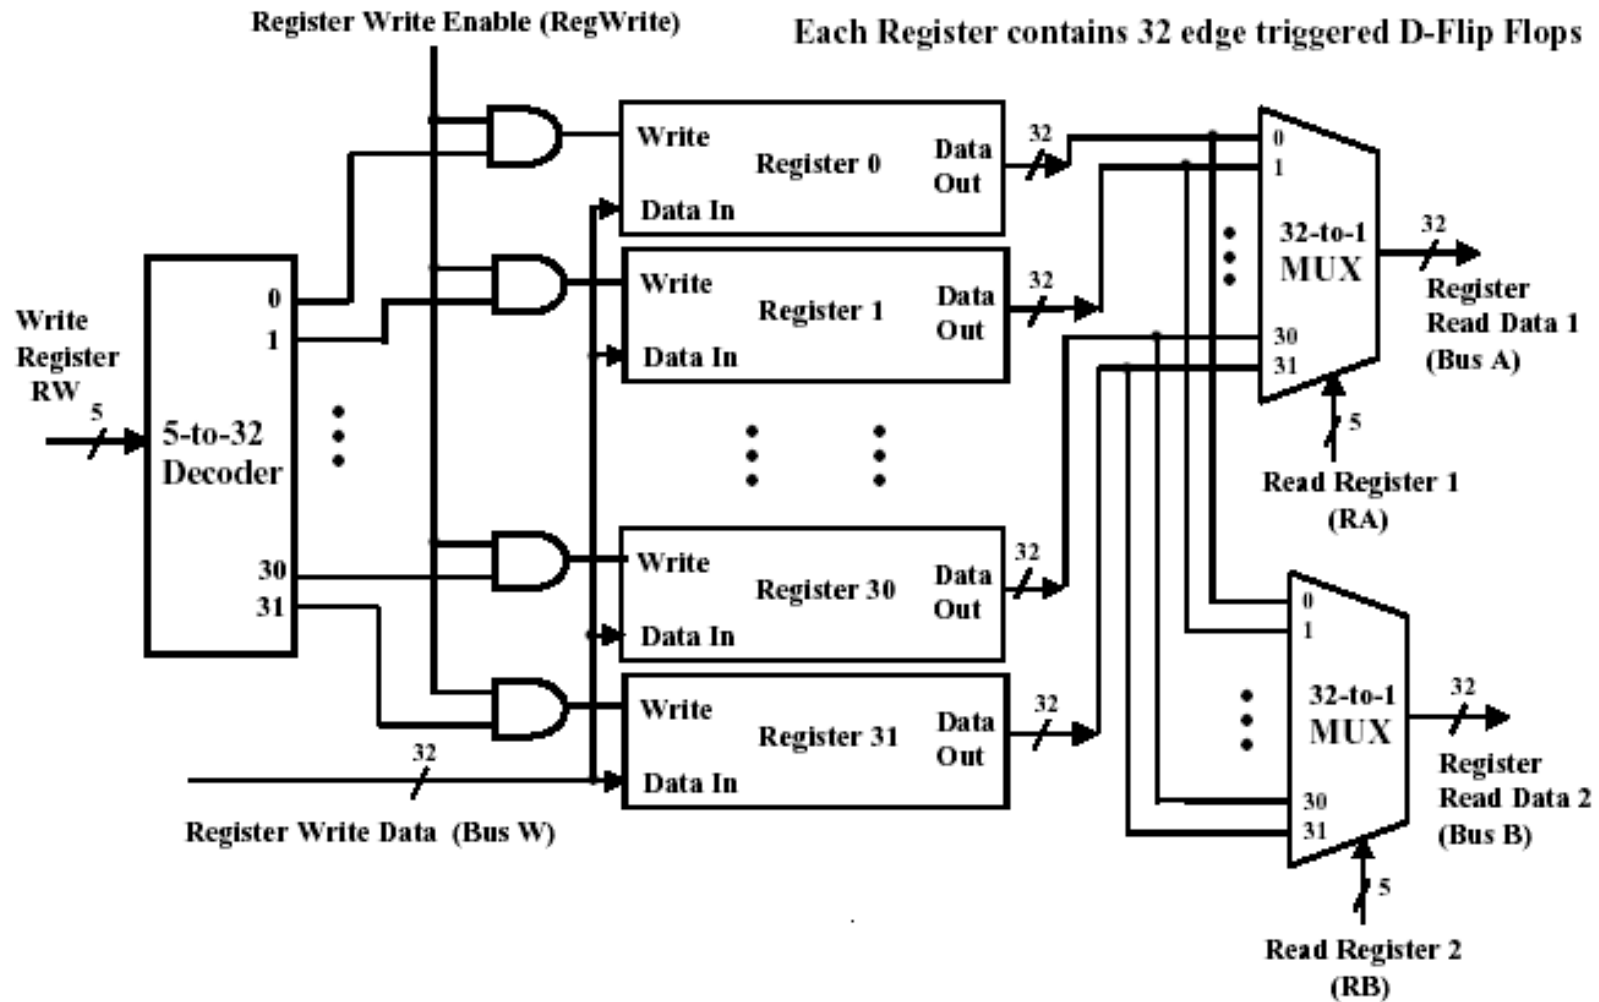 Register Write Enable (RegWrite)
Each Register contains 32 edge triggered D-Flip Flops
Write
Register 0
Data
Out
Data In
32
0
1
32-to-1
MUX
30
31
32
Register
Read Data 1
(Bus A)
5
Read Register 1
(RA)
Write
Register 1
Data
Out
Data In
32
Write
Register
RW
5
5-to-32
Decoder
0
1
30
31
Write
Register 30
Data
Out
Data In
32
Write
Register 31
Data
Out
Data In
32
32
Register Write Data (Bus W)
0
1
32-to-1
MUX
30
31
32
Register
Read Data 2
(Bus B)
5
Read Register 2
(RB)